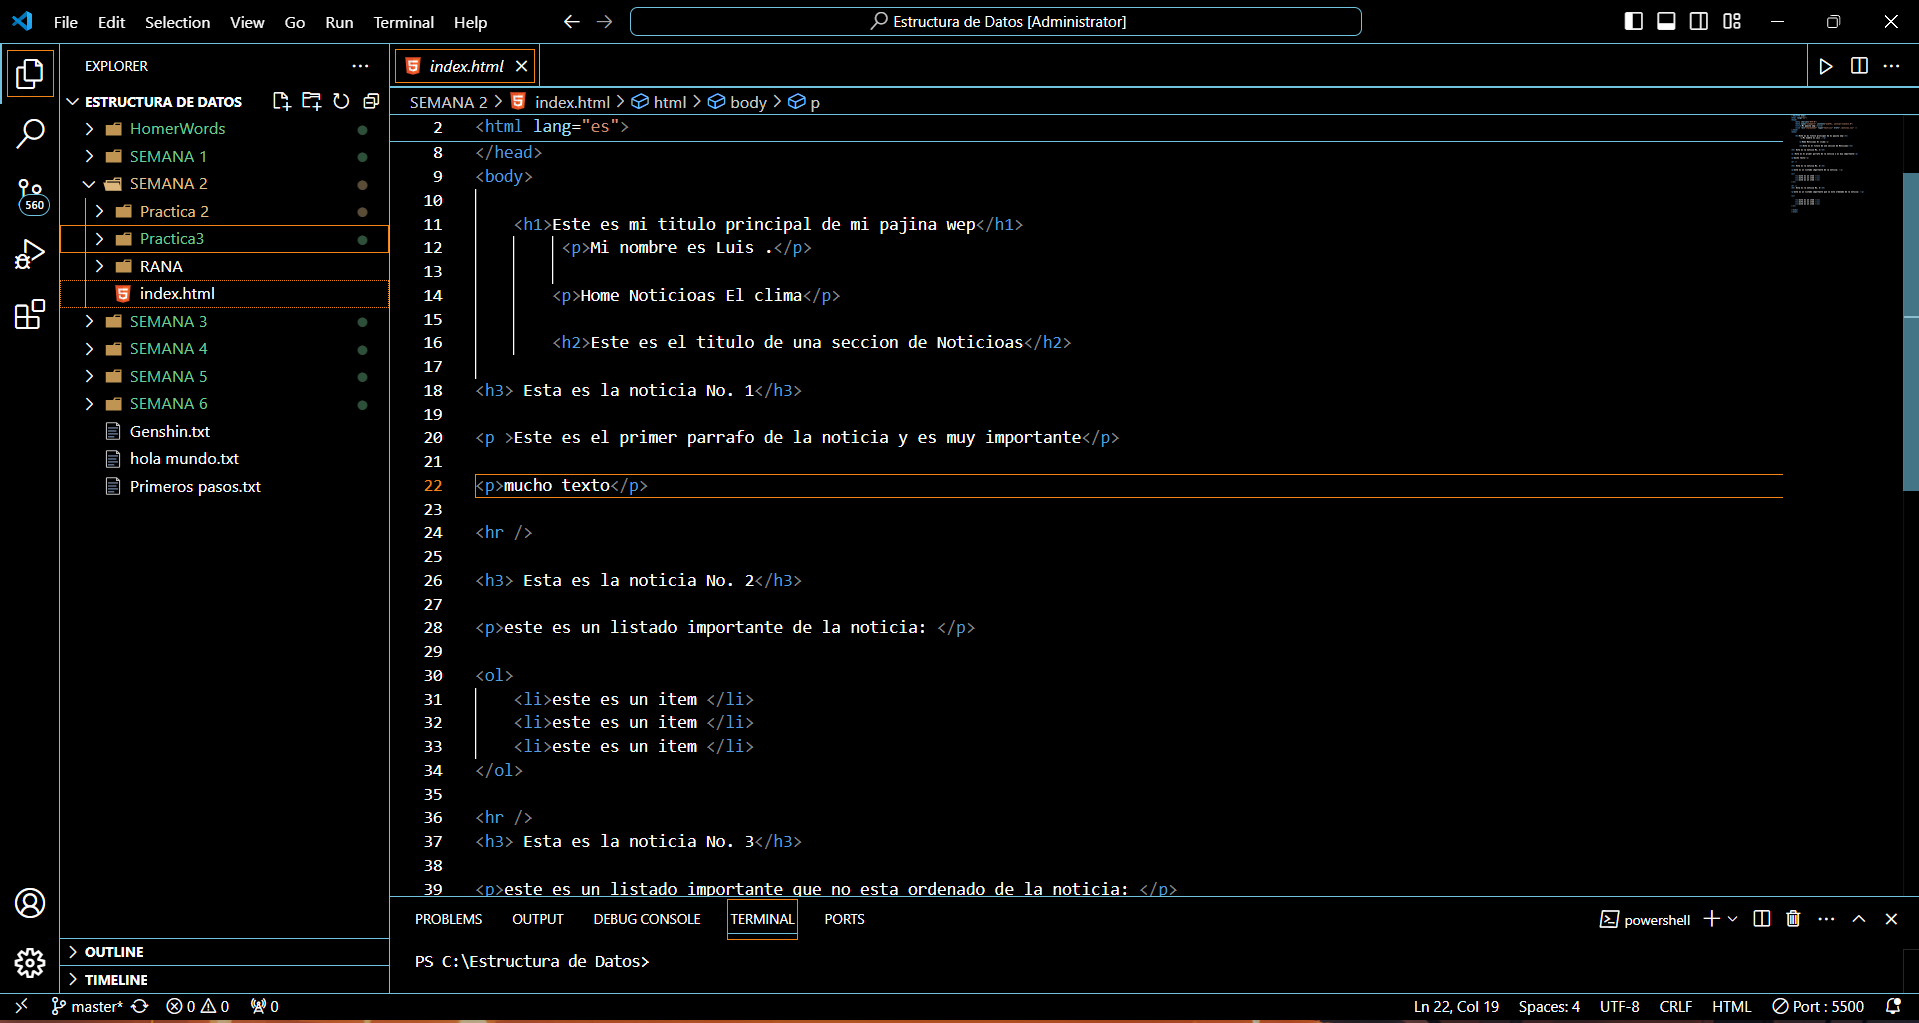 File Edit Selection View Go Run Terminal Help
Estructura de Datos [Administrator]
EXPLORER
index.html
ESTRUCTURA DE DATOS
SEMANA 2 > index.html > html > body > p
HomerWords
SEMANA 1
SEMANA 2
Practica 2
Practica3
RANA
index.html
SEMANA 3
SEMANA 4
SEMANA 5
SEMANA 6
Genshin.txt
hola mundo.txt
Primeros pasos.txt
560
OUTLINE
TIMELINE
2 <html lang="es">
8 </head>
9 <body>
10
11 <h1>Este es mi titulo principal de mi pajina wep</h1>
12 <p>Mi nombre es Luis .</p>
13
14 <p>Home Noticioas El clima</p>
15
16 <h2>Este es el titulo de una seccion de Noticioas</h2>
17
18 <h3> Esta es la noticia No. 1</h3>
19
20 <p >Este es el primer parrafo de la noticia y es muy importante</p>
21
22 <p>mucho texto</p>
23
24 <hr />
25
26 <h3> Esta es la noticia No. 2</h3>
27
28 <p>este es un listado importante de la noticia: </p>
29
30 <ol>
31 <li>este es un item </li>
32 <li>este es un item </li>
33 <li>este es un item </li>
34 </ol>
35
36 <hr />
37 <h3> Esta es la noticia No. 3</h3>
38
39 <p>este es un listado importante que no esta ordenado de la noticia: </p>
PROBLEMS OUTPUT DEBUG CONSOLE TERMINAL PORTS powershell
PS C:\Estructura de Datos>
master* 0 0 0 Ln 22, Col 19 Spaces: 4 UTF-8 CRLF HTML Port : 5500